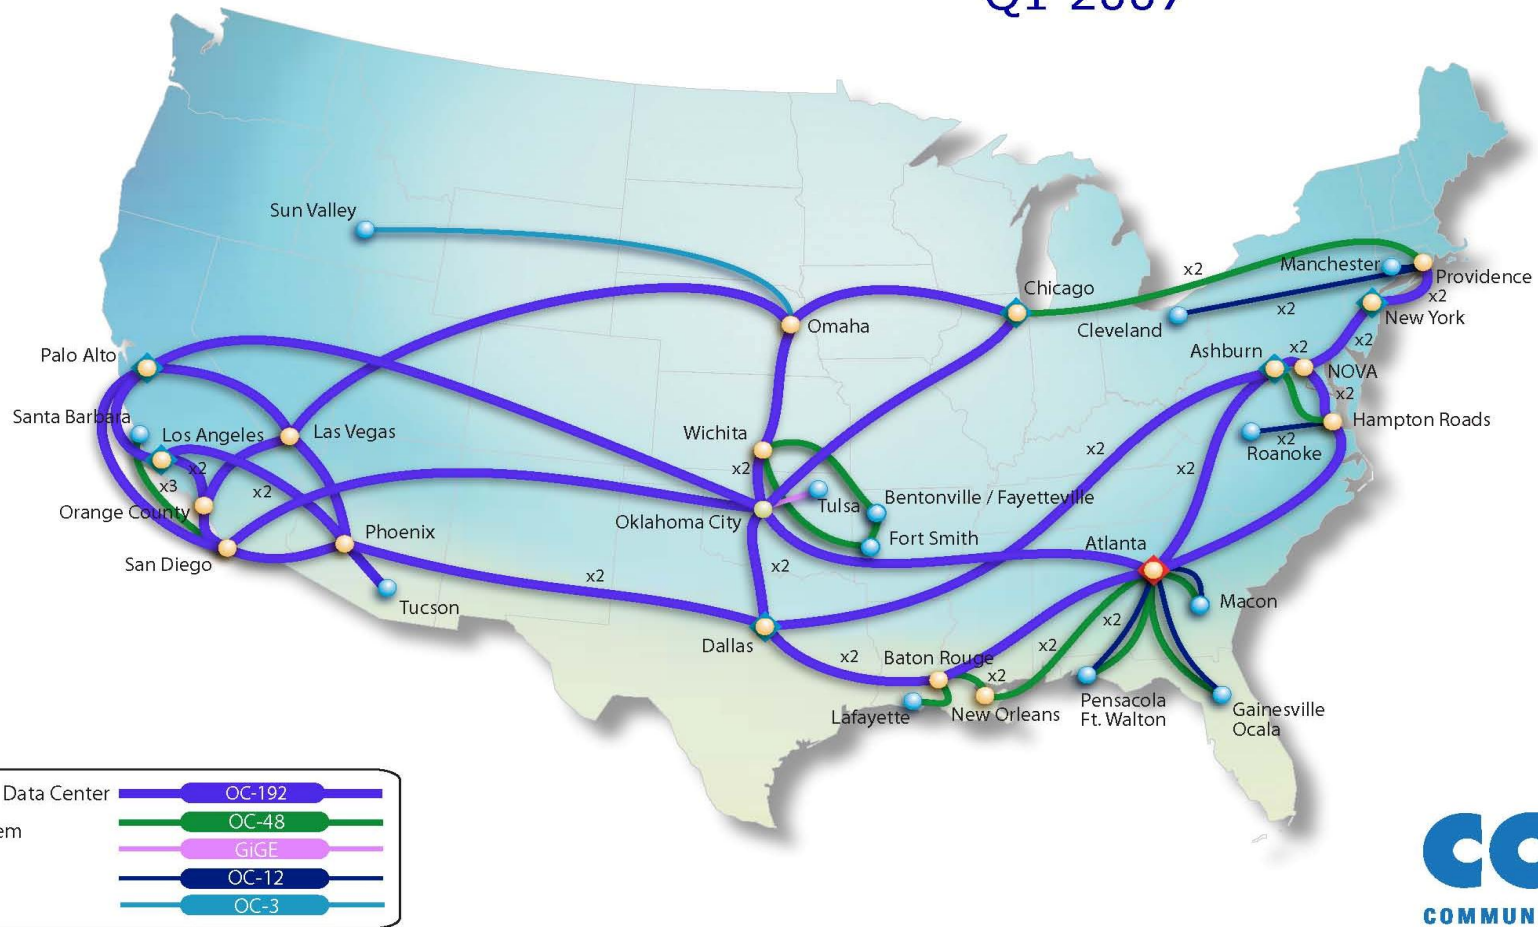 Sun Valley
Chicago
Manchester
Providence
x2
x2
x2
New York
Cleveland
Omaha
Palo Alto
Ashburn
x2
x2
NOVA
x2
Santa Barbara
Los Angeles
Las Vegas
Wichita
Hampton Roads
x2
x2
Roanoke
x2
x2
x2
x3
x2
Bentonville / Fayetteville
Tulsa
Orange County
Oklahoma City
Phoenix
Fort Smith
Atlanta
San Diego
x2
x2
Tucson
Macon
x2
Dallas
x2
Baton Rouge
x2
x2
Lafayette
New Orleans
Pensacola
Ft. Walton
Gainesville
Ocala
Data Center
OC-192
OC-48
GiGE
OC-12
OC-3